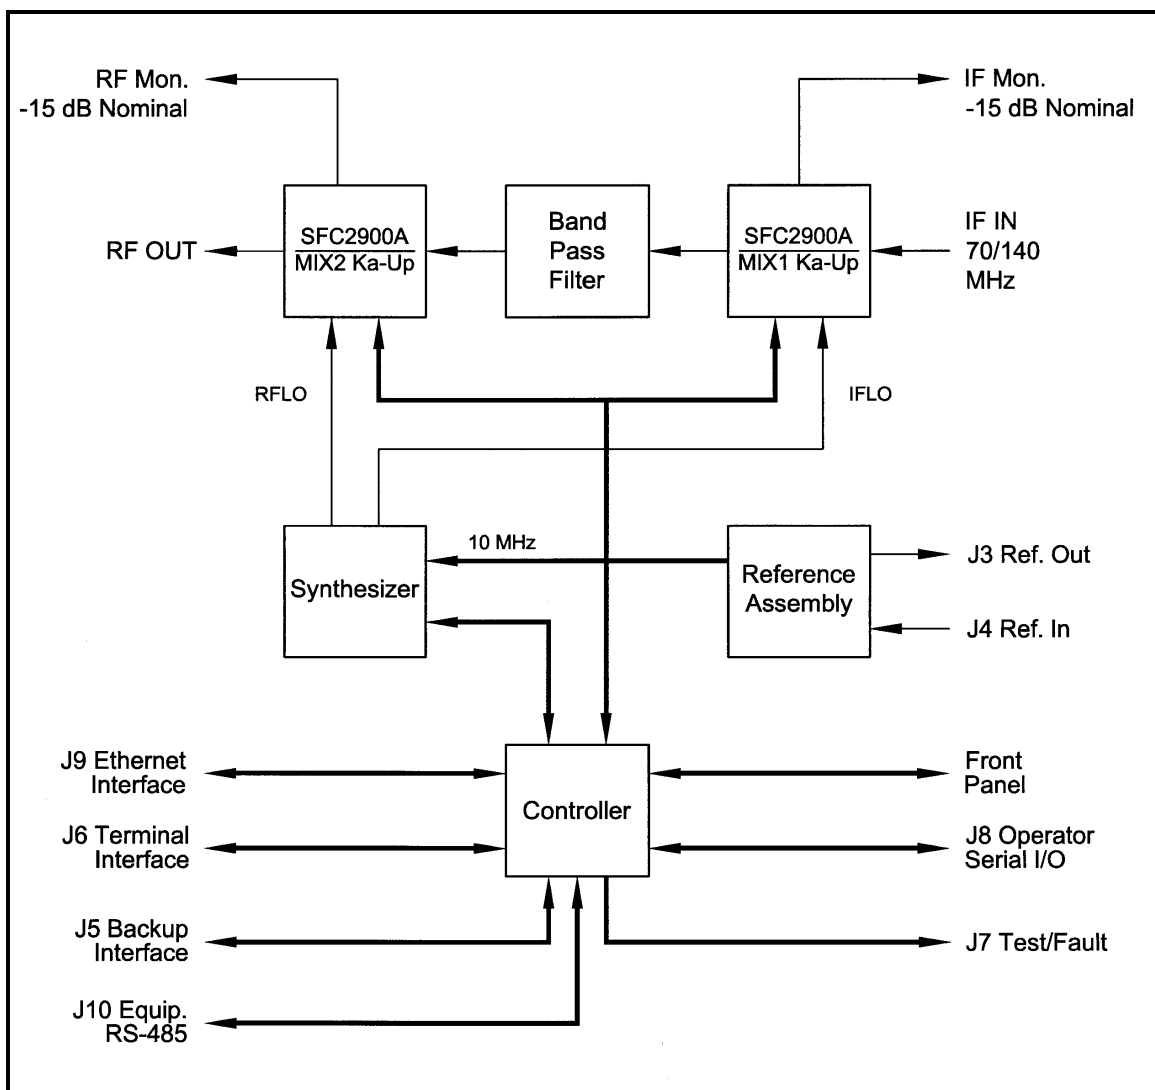 RF Mon.
-15 dB Nominal
IF Mon.
-15 dB Nominal
RF OUT
SFC2900A
MIX2 Ka-Up
Band
Pass
Filter
SFC2900A
MIX1 Ka-Up
IF IN
70/140
MHz
RFLO
IFLO
10 MHz
Synthesizer
Reference
Assembly
J3 Ref. Out
J4 Ref. In
J9 Ethernet
Interface
Front
Panel
Controller
J6 Terminal
Interface
J8 Operator
Serial I/O
J5 Backup
Interface
J7 Test/Fault
J10 Equip.
RS-485